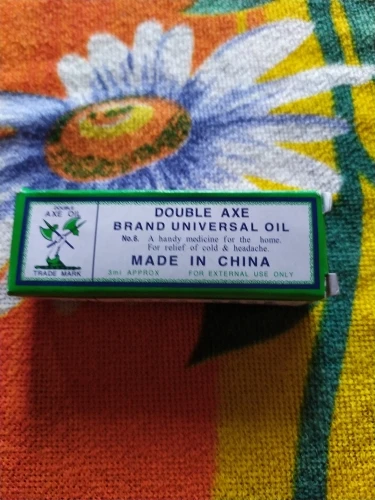 DOUBLE
AXE OIL
TRADE MARK
DOUBLE AXE
BRAND UNIVERSAL OIL
No.6. A handy medicine for the home.
For relief of cold & headache.
MADE IN CHINA
5ml APPROX FOR EXTERNAL USE ONLY